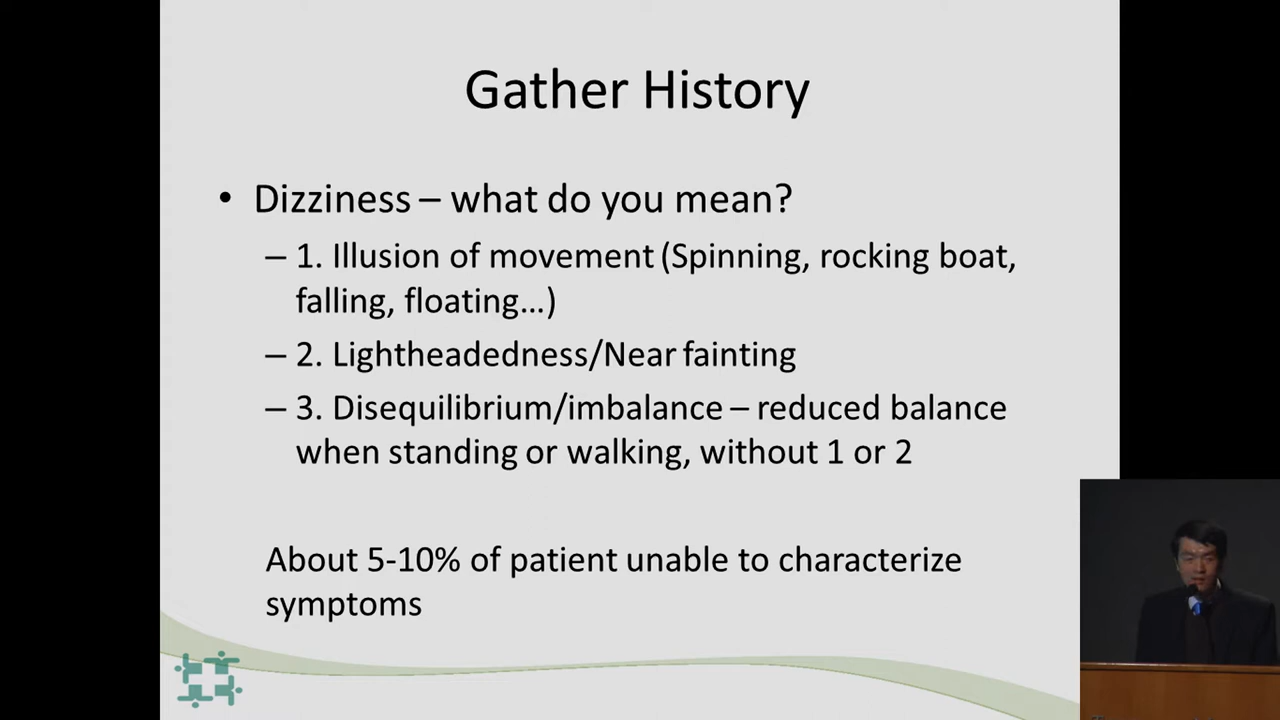 Gather History
• Dizziness – what do you mean?
– 1. Illusion of movement (Spinning, rocking boat,
falling, floating...)
– 2. Lightheadedness/Near fainting
– 3. Disequilibrium/imbalance – reduced balance
when standing or walking, without 1 or 2
About 5-10% of patient unable to characterize
symptoms